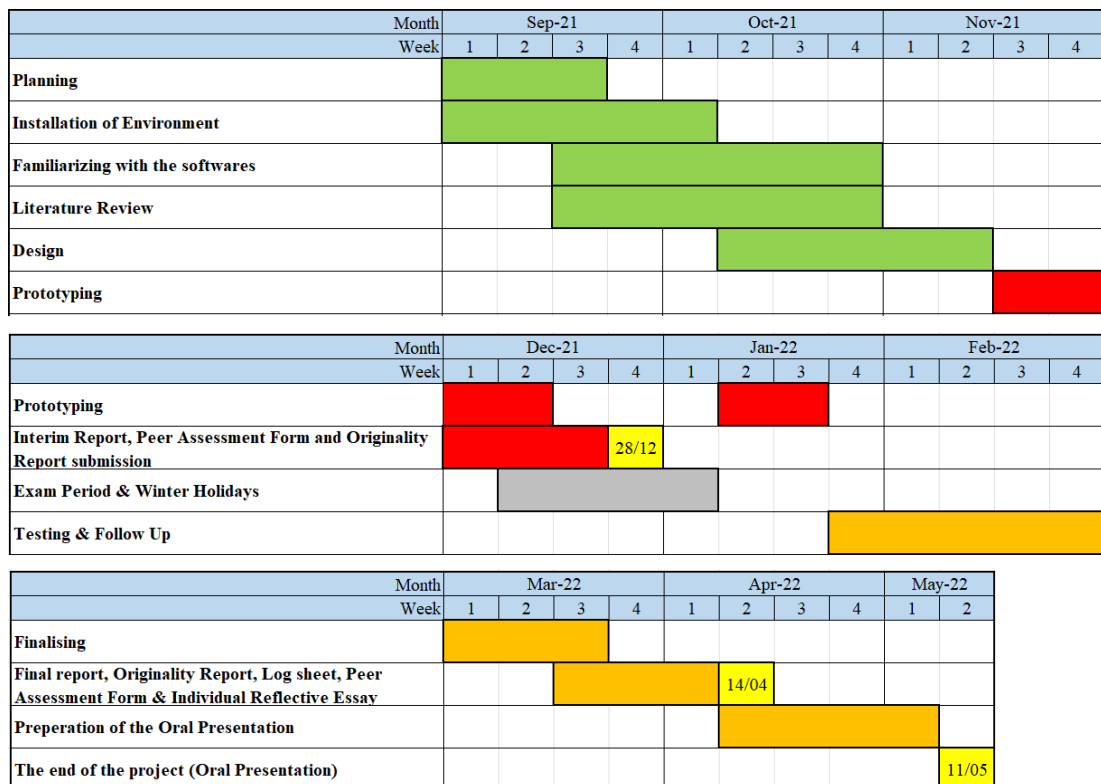 Month Sep-21 Oct-21 Nov-21
Week 1 2 3 4 1 2 3 4 1 2 3 4
Planning
Installation of Environment
Familiarizing with the softwares
Literature Review
Design
Prototyping
Month Dec-21 Jan-22 Feb-22
Week 1 2 3 4 1 2 3 4 1 2 3 4
Prototyping
Interim Report, Peer Assessment Form and Originality
Report submission 28/12
Exam Period & Winter Holidays
Testing & Follow Up
Month Mar-22 Apr-22 May-22
Week 1 2 3 4 1 2 3 4 1 2
Finalising
Final report, Originality Report, Log sheet, Peer
Assessment Form & Individual Reflective Essay 14/04
Preperation of the Oral Presentation
The end of the project (Oral Presentation) 11/05